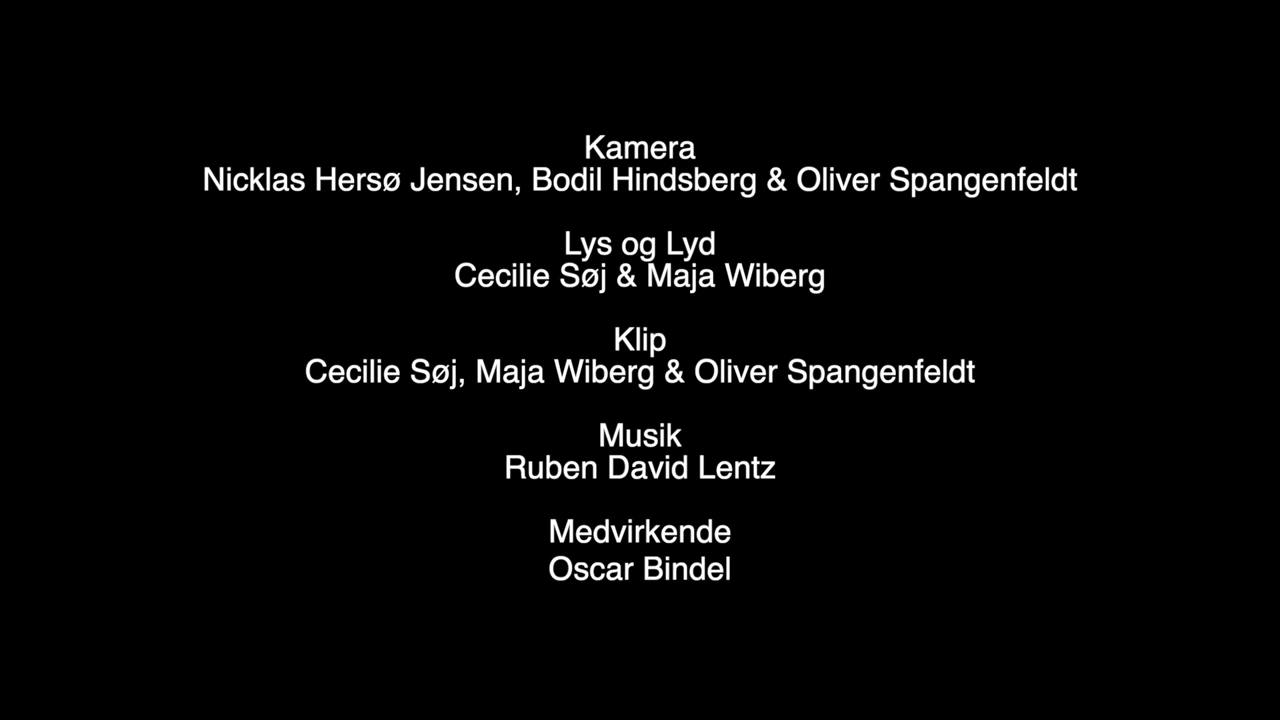 Kamera
Nicklas Hersø Jensen, Bodil Hindsberg & Oliver Spangenfeldt
Lys og Lyd
Cecilie Søj & Maja Wiberg
Klip
Cecilie Søj, Maja Wiberg & Oliver Spangenfeldt
Musik
Ruben David Lentz
Medvirkende
Oscar Bindel